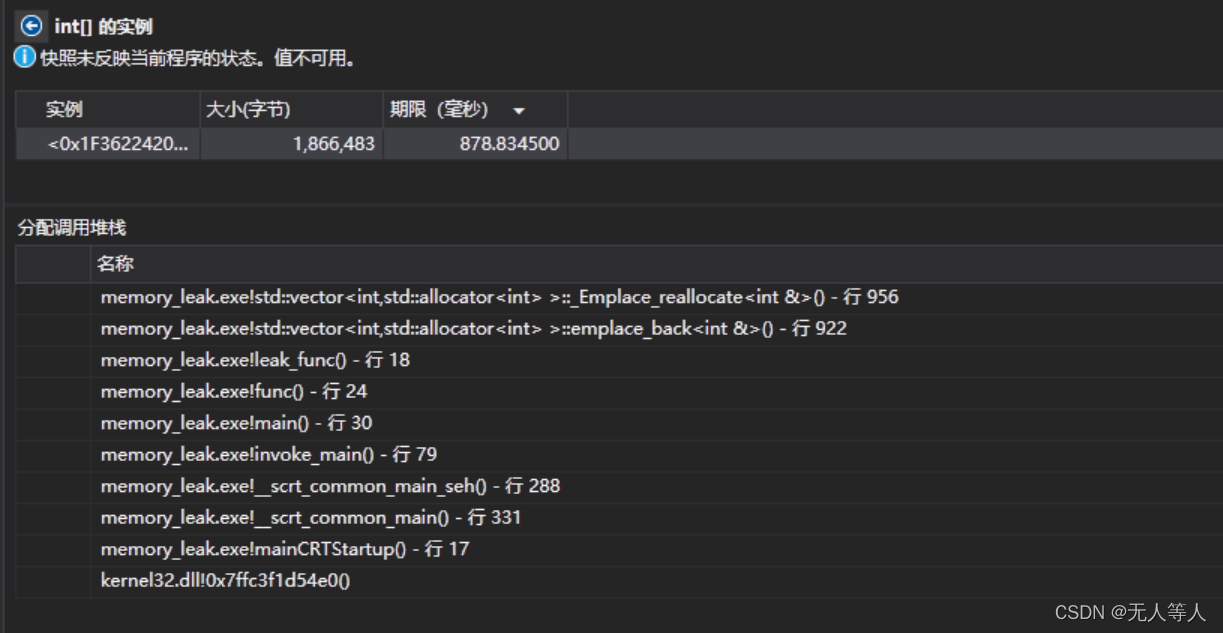 int[] 的实例
快照未反映当前程序的状态。值不可用。
实例 大小(字节) 期限（毫秒）
<0x1F3622420... 1,866,483 878.834500
分配调用堆栈
名称
memory_leak.exe!std::vector<int,std::allocator<int> >::_Emplace_reallocate<int &>() - 行 956
memory_leak.exe!std::vector<int,std::allocator<int> >::emplace_back<int &>() - 行 922
memory_leak.exe!leak_func() - 行 18
memory_leak.exe!func() - 行 24
memory_leak.exe!main() - 行 30
memory_leak.exe!invoke_main() - 行 79
memory_leak.exe!__scrt_common_main_seh() - 行 288
memory_leak.exe!__scrt_common_main() - 行 331
memory_leak.exe!mainCRTStartup() - 行 17
kernel32.dll!0x7ffc3f1d54e0()
CSDN @无人等人